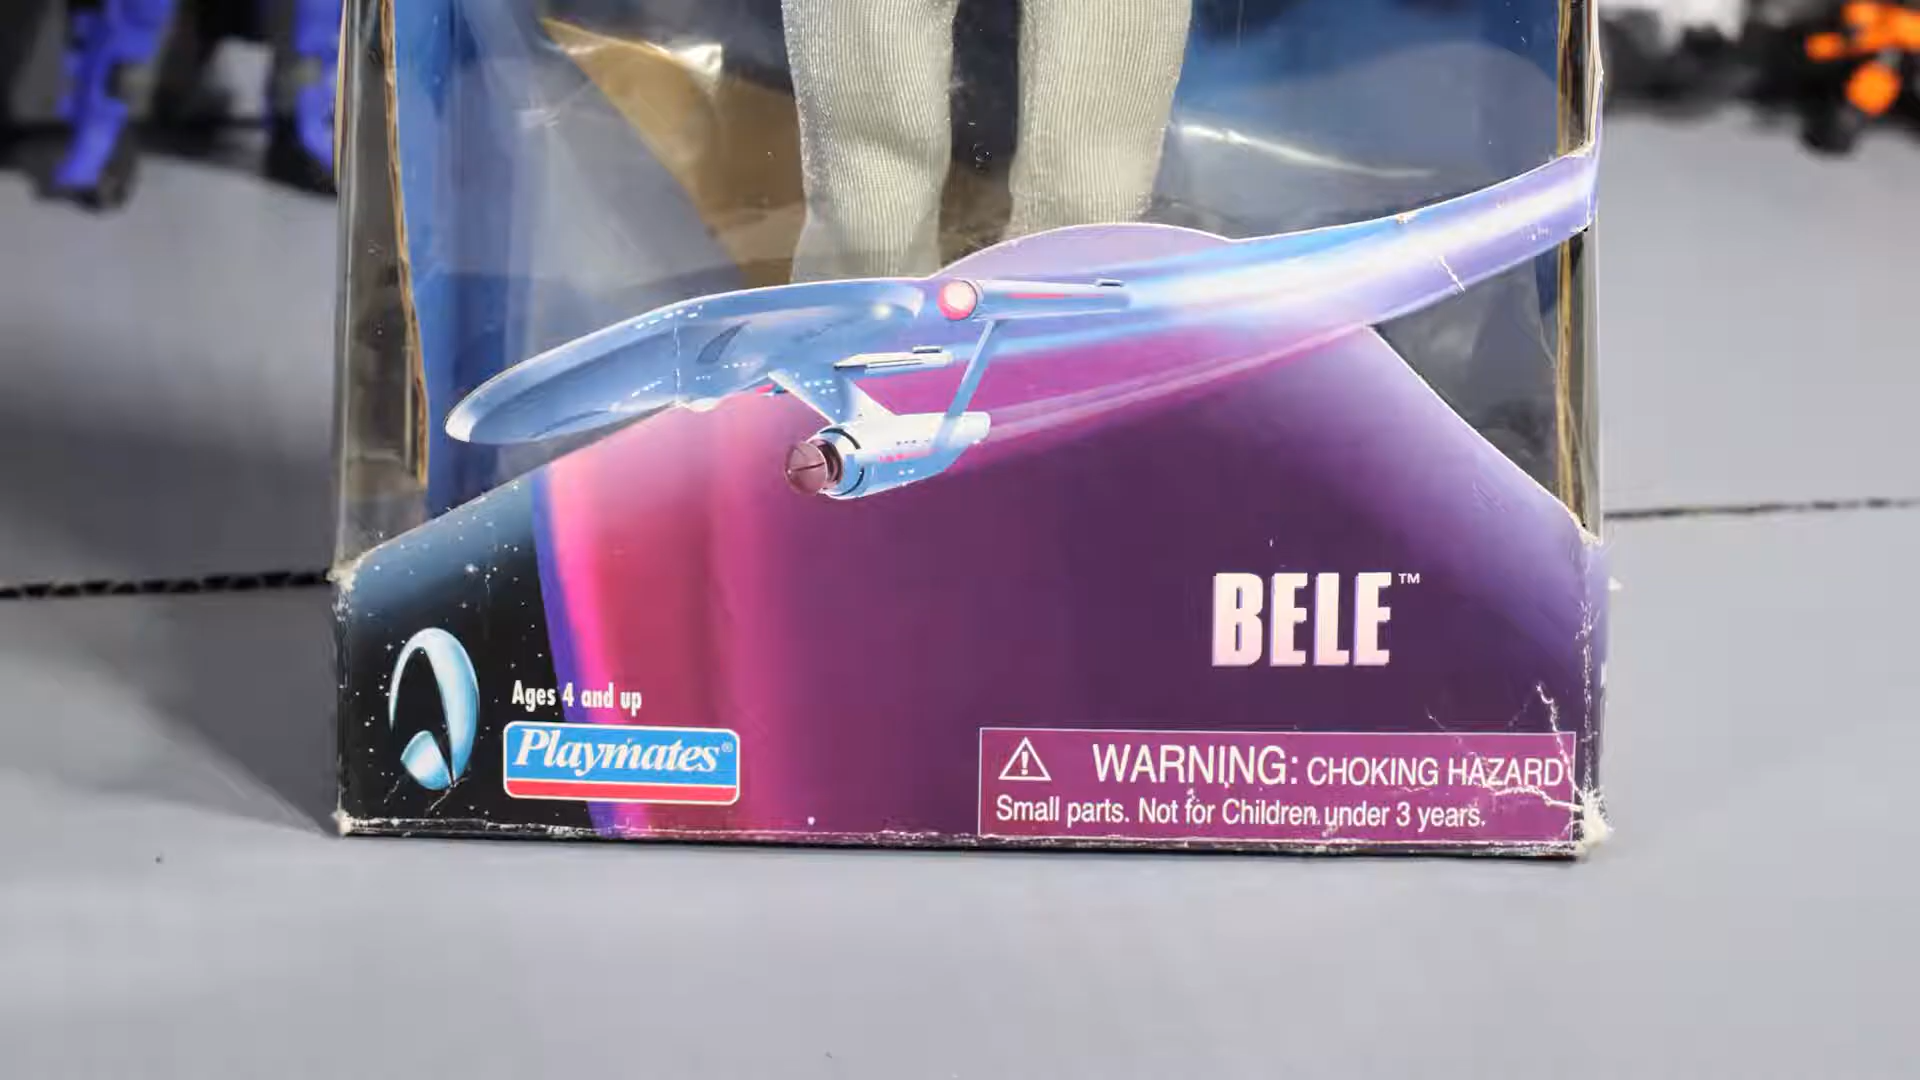 BELE™
Ages 4 and up
Playmates®
⚠ WARNING: CHOKING HAZARD
Small parts. Not for Children under 3 years.